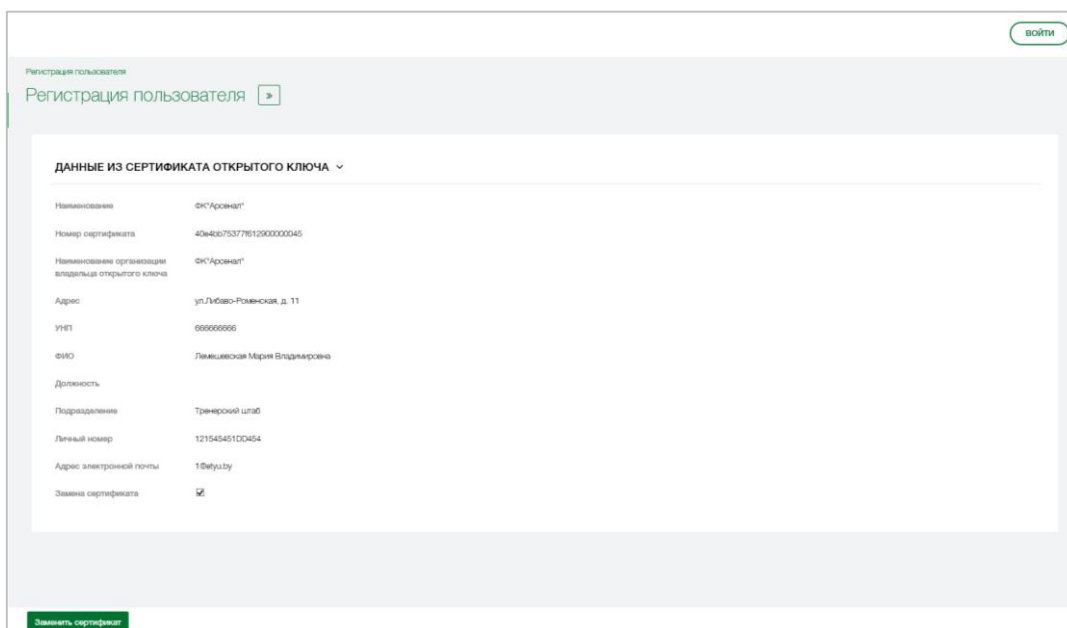 ВОЙТИ
Регистрация пользователя
Регистрация пользователя »
ДАННЫЕ ИЗ СЕРТИФИКАТА ОТКРЫТОГО КЛЮЧА
Наименование ФК"Арсенал"
Номер сертификата 40e4bb75377f612900000045
Наименование организации ФК"Арсенал"
владельца открытого ключа
Адрес ул.Либаво-Роменская, д. 11
УНП 666666666
ФИО Лемешевская Мария Владимировна
Должность
Подразделение Тренерский штаб
Личный номер 121545451DD454
Адрес электронной почты 1@etyu.by
Замена сертификата
Заменить сертификат